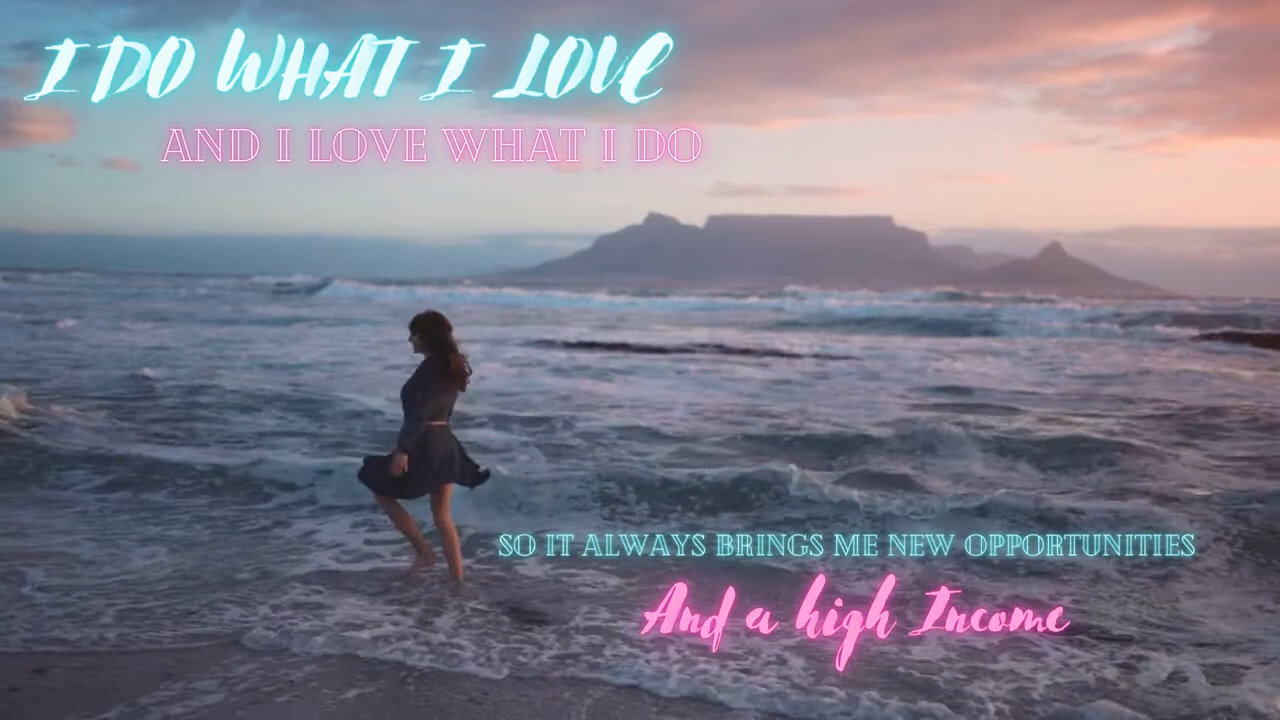 I DO WHAT I LOVE
AND I LOVE WHAT I DO
SO IT ALWAYS BRINGS ME NEW OPPORTUNITIES
And a high Income